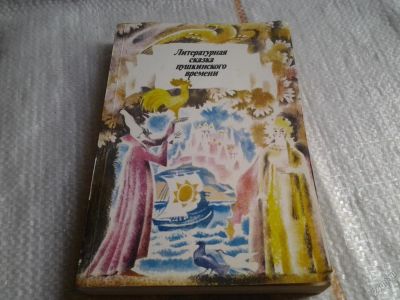 Литературная
сказка
пушкинского
времени